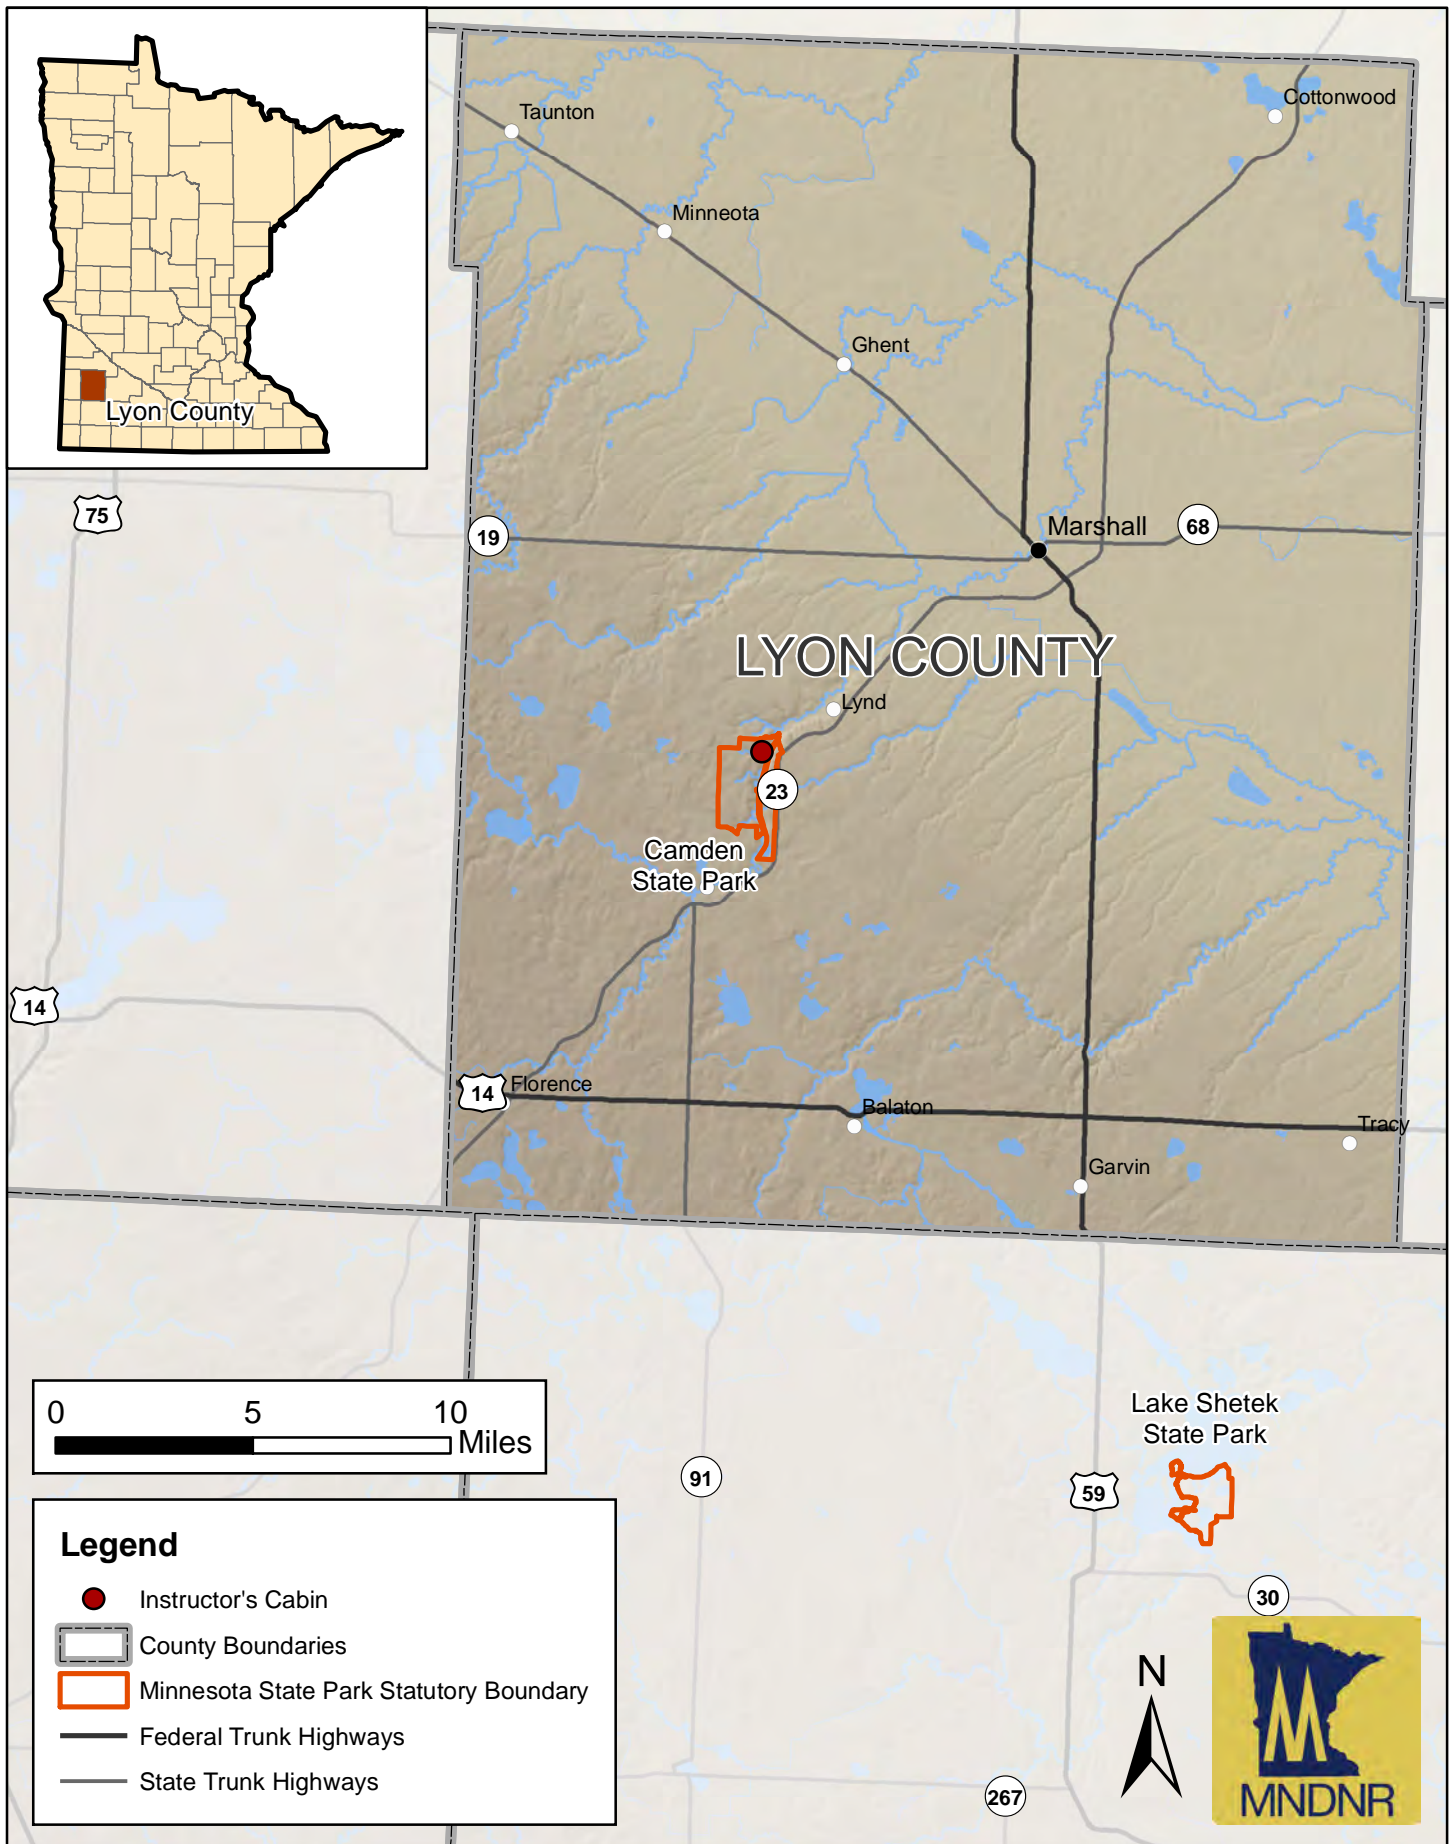 Lyon County
Taunton
Cottonwood
Minneota
Ghent
75
19
Marshall
68
LYON COUNTY
Lynd
23
Camden
State Park
14
14
Florence
Balaton
Tracy
Garvin
0 5 10
Miles
Lake Shetek
State Park
91
59
30
267
Legend
Instructor's Cabin
County Boundaries
Minnesota State Park Statutory Boundary
Federal Trunk Highways
State Trunk Highways
N
M
MNDNR